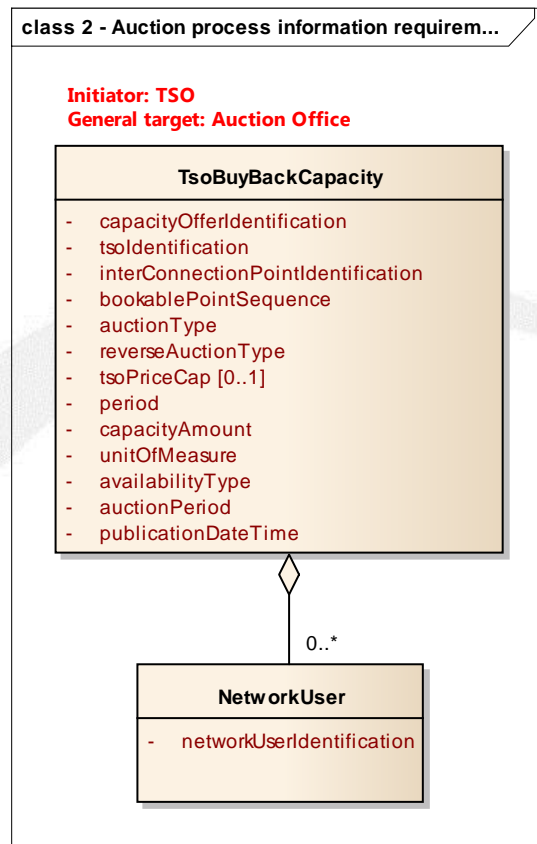 class 2 - Auction process information requirem...
Initiator: TSO
General target: Auction Office
TsoBuyBackCapacity
- capacityOfferIdentification
- tsoIdentification
- interConnectionPointIdentification
- bookablePointSequence
- auctionType
- reverseAuctionType
- tsoPriceCap [0..1]
- period
- capacityAmount
- unitOfMeasure
- availabilityType
- auctionPeriod
- publicationDateTime
0..*
NetworkUser
- networkUserIdentification